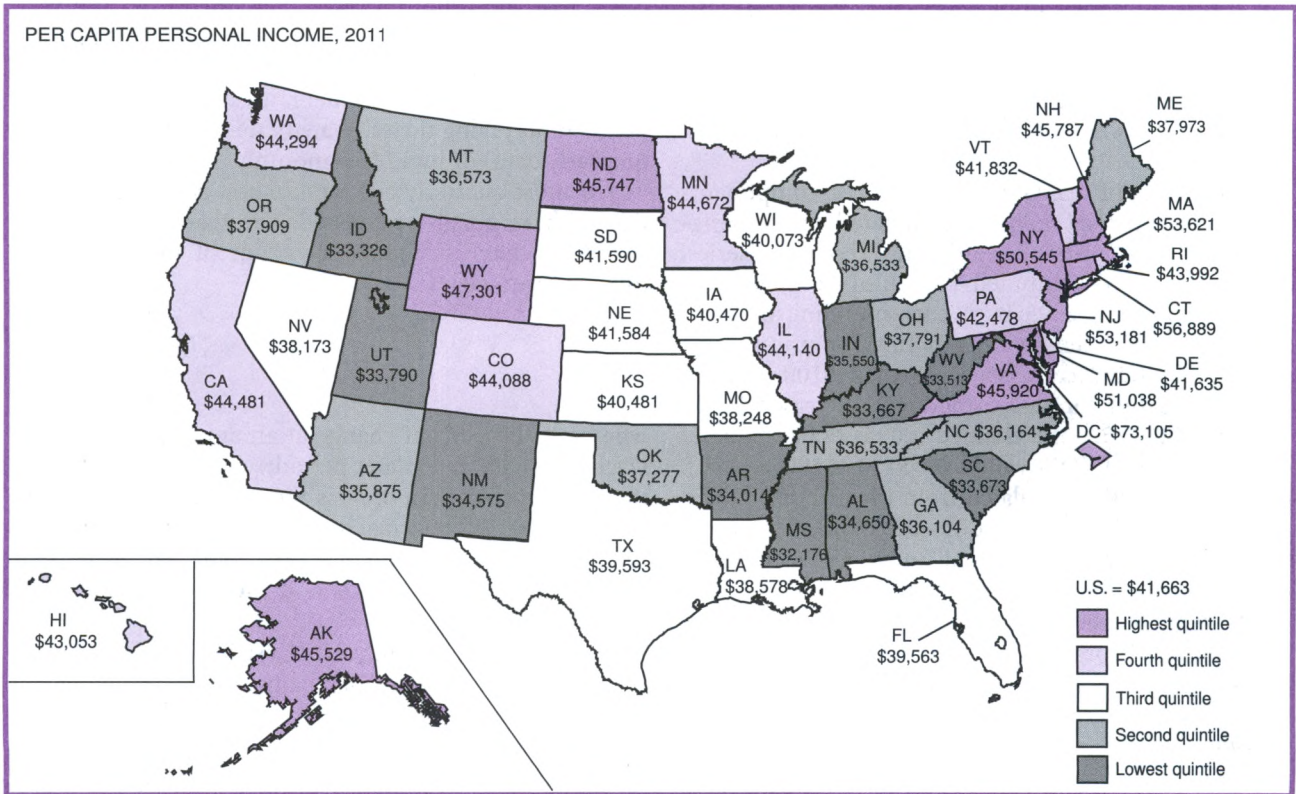 PER CAPITA PERSONAL INCOME, 2011
WA
$44,294
OR
$37,909
CA
$44,481
NV
$38,173
ID
$33,326
MT
$36,573
WY
$47,301
UT
$33,790
AZ
$35,875
CO
$44,088
NM
$34,575
ND
$45,747
SD
$41,590
NE
$41,584
KS
$40,481
OK
$37,277
TX
$39,593
MN
$44,672
IA
$40,470
MO
$38,248
AR
$34,014
LA
$38,578
WI
$40,073
IL
$44,140
MI
$36,533
IN
$35,550
OH
$37,791
KY
$33,667
WV
$33,513
TN $36,533
MS
$32,176
AL
$34,650
GA
$36,104
FL
$39,563
SC
$33,673
NC $36,164
VA
$45,920
PA
$42,478
NY
$50,545
VT
$41,832
NH
$45,787
ME
$37,973
MA
$53,621
RI
$43,992
CT
$56,889
NJ
$53,181
DE
$41,635
MD
$51,038
DC $73,105
HI
$43,053
AK
$45,529
U.S. = $41,663
Highest quintile
Fourth quintile
Third quintile
Second quintile
Lowest quintile